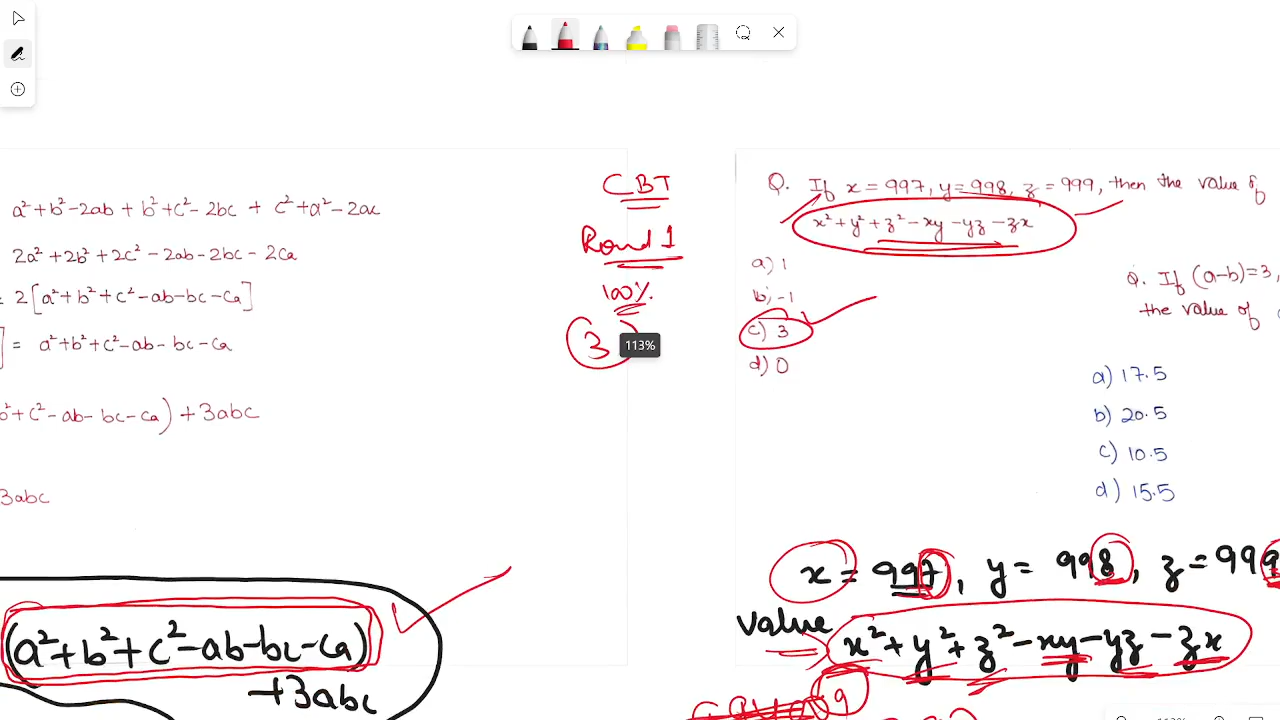 a²+b²-2ab + b²+c²-2bc + c²+a²-2ac
2a²+2b²+2c²-2ab-2bc-2ca
= 2[a²+b²+c²-ab-bc-ca]
] = a²+b²+c²-ab-bc-ca
b²+c²-ab-bc-ca) + 3abc
3abc
(a²+b²+c²-ab-bc-ca)
+3abc
CBT
Round 1
100%
3
113%
Q. If x = 997, y = 998, z = 999, then the value of
x²+y²+z²-xy-yz-zx
a) 1
b) -1
c) 3
d) 0
Q. If (a-b)=3,
the value of
a) 17.5
b) 20.5
c) 10.5
d) 15.5
x = 997, y = 998, z = 999
value x²+y²+z²-xy-yz-zx
9